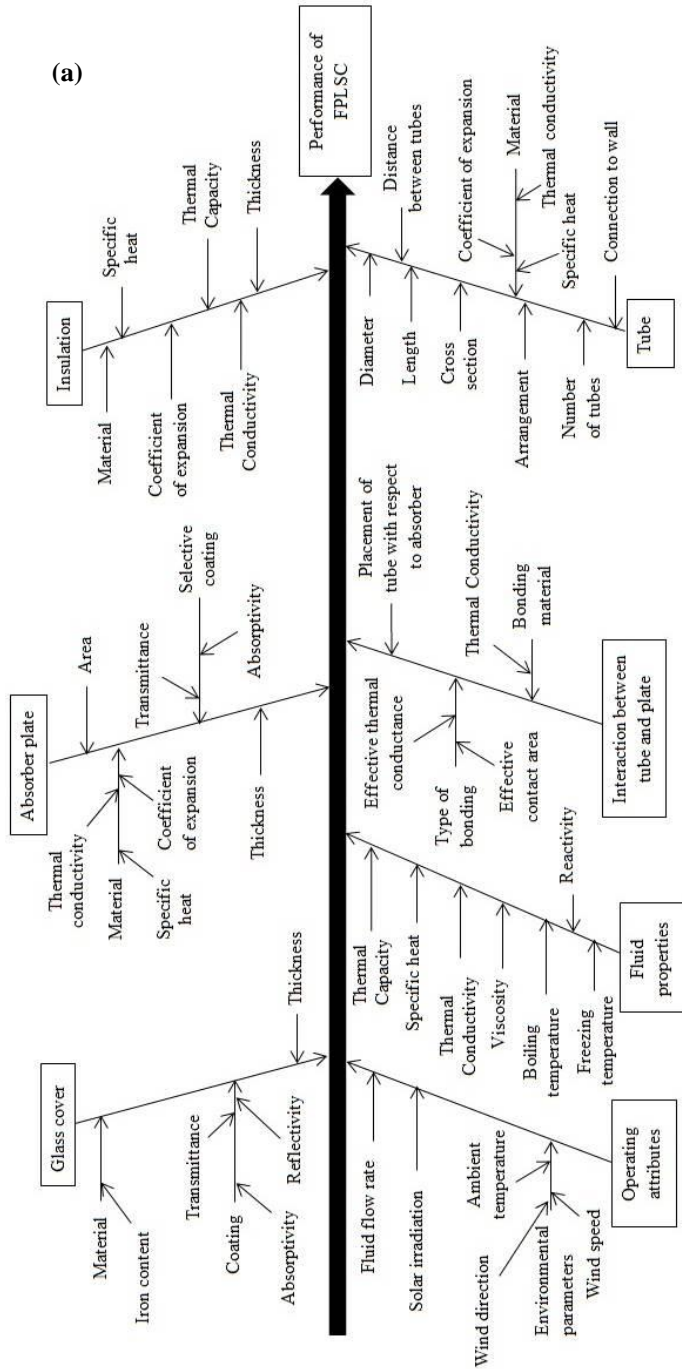 (a)
Glass cover
Material
Iron content
Transmittance
Coating
Absorptivity
Reflectivity
Thickness
Absorber plate
Area
Thermal
conductivity
Material
Specific
heat
Coefficient
of expansion
Transmittance
Selective
coating
Absorptivity
Thickness
Insulation
Material
Specific
heat
Coefficient
of expansion
Thermal
Capacity
Thermal
Conductivity
Thickness
Performance of
FPLSC
Operating
attributes
Fluid flow rate
Solar irradiation
Wind direction
Ambient
temperature
Environmental
parameters
Wind speed
Fluid
properties
Thermal
Capacity
Specific heat
Thermal
Conductivity
Viscosity
Boiling
temperature
Reactivity
Freezing
temperature
Interaction between
tube and plate
Placement of
tube with respect
to absorber
Effective thermal
conductance
Type of
bonding
Effective
contact area
Thermal Conductivity
Bonding
material
Tube
Diameter
Distance
between tubes
Length
Cross
section
Coefficient of expansion
Material
Thermal conductivity
Specific heat
Arrangement
Number
of tubes
Connection to wall